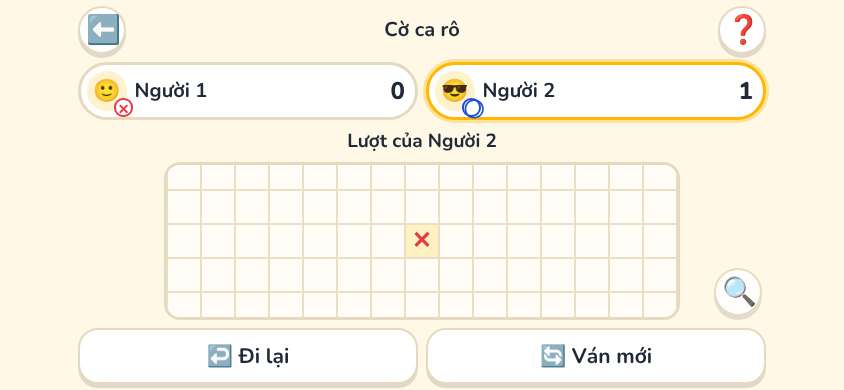 Cờ ca rô
Người 1 0
Người 2 1
Lượt của Người 2
Đi lại
Ván mới